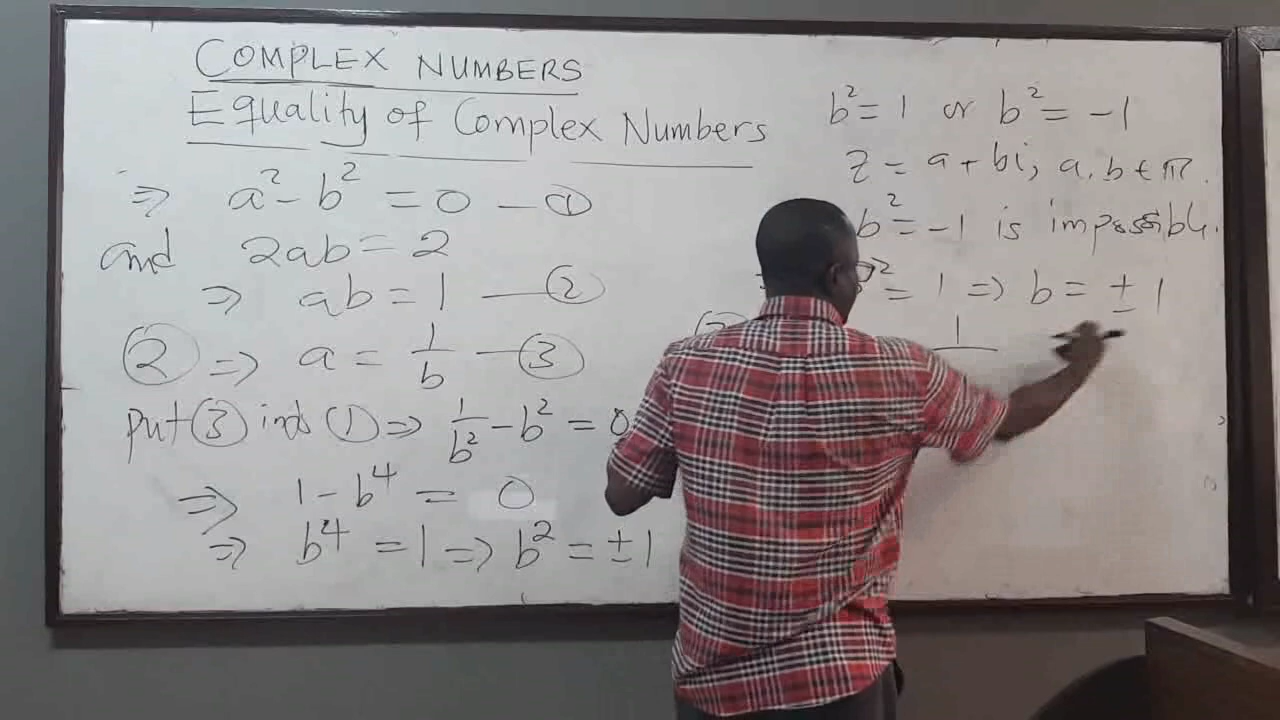 COMPLEX NUMBERS
Equality of Complex Numbers
⇒ a² - b² = 0 — ①
and 2ab = 2
⇒ ab = 1 — ②
② ⇒ a = 1/b — ③
put ③ into ① ⇒ 1/b² - b² = 0
⇒ 1 - b⁴ = 0
⇒ b⁴ = 1 ⇒ b² = ±1
b² = 1 or b² = -1
z = a + bi, a, b ∈ ℝ.
b² = -1 is impossible.
² = 1 ⇒ b = ±1
1